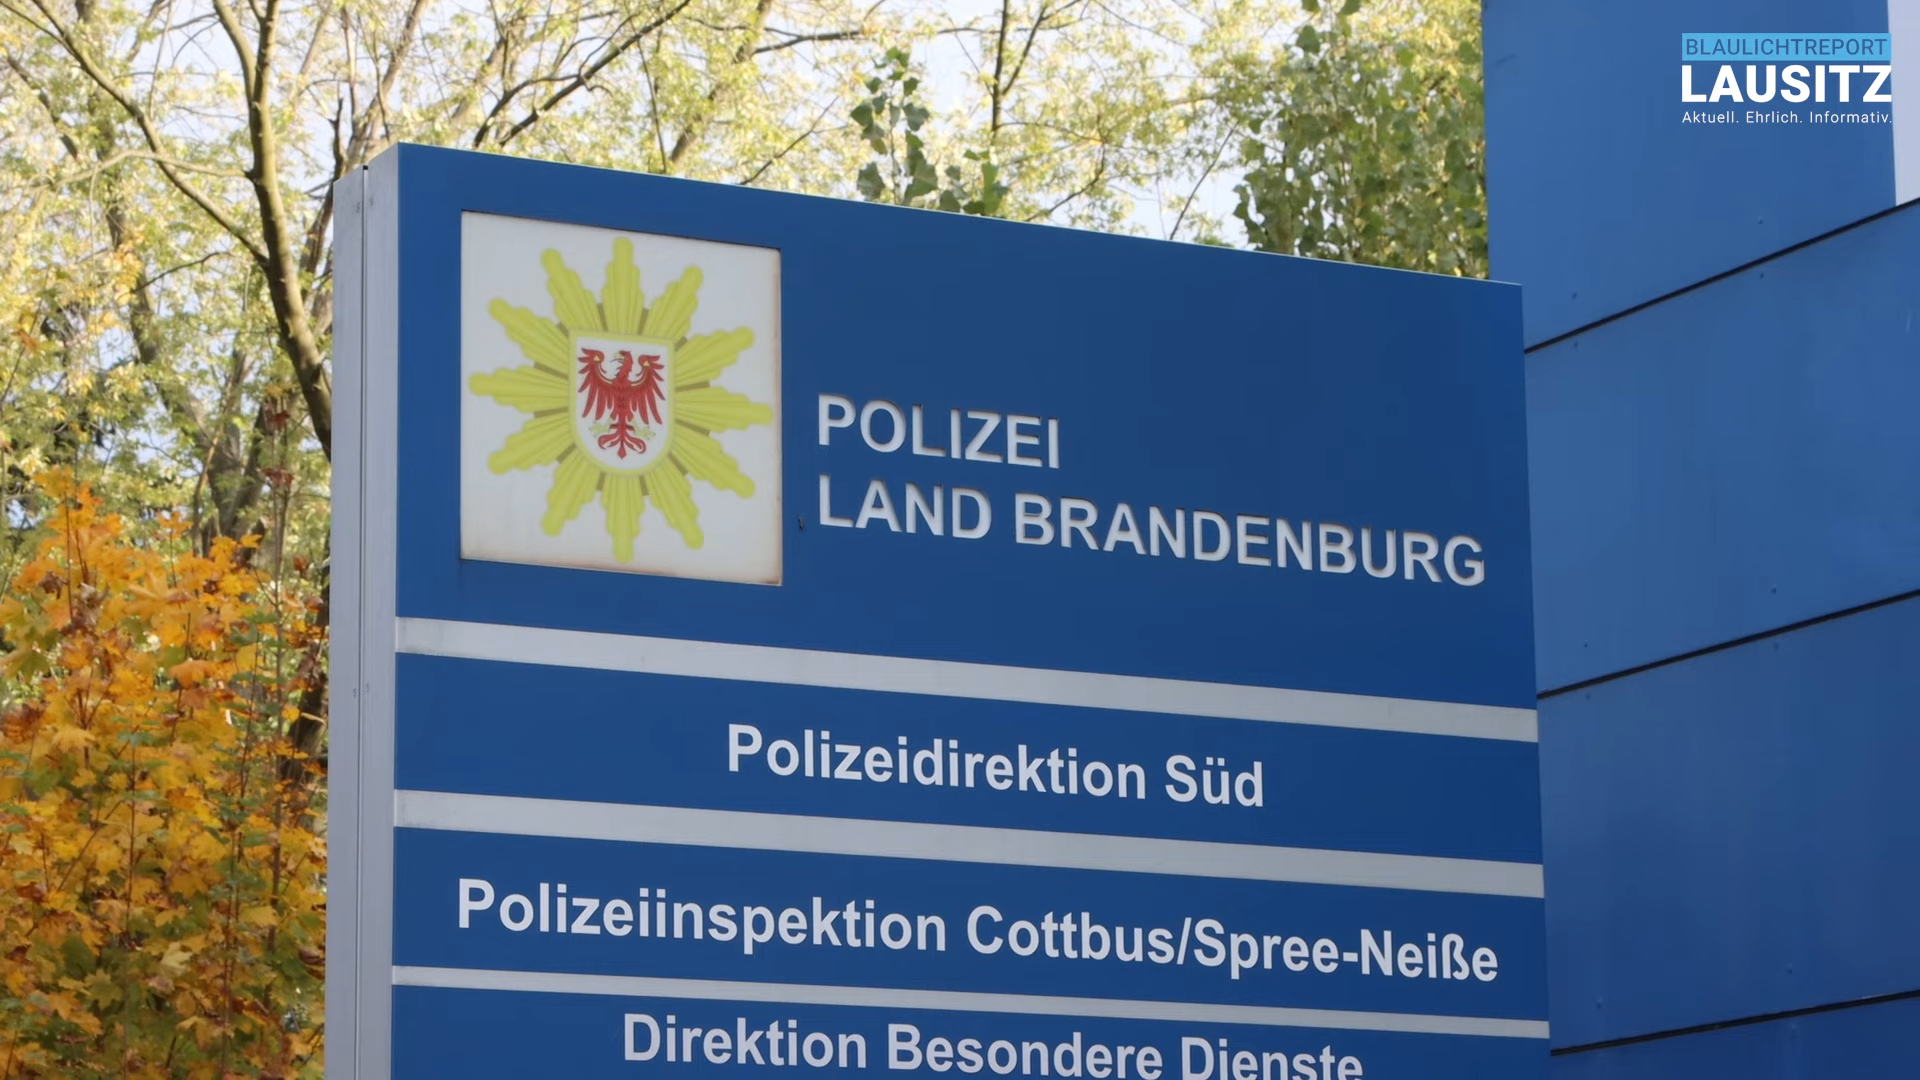 BLAULICHTREPORT
LAUSITZ
Aktuell. Ehrlich. Informativ.
POLIZEI
LAND BRANDENBURG
Polizeidirektion Süd
Polizeiinspektion Cottbus/Spree-Neiße
Direktion Besondere Dienste